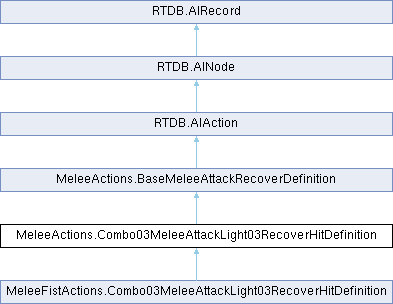 RTDB.AIRecord
RTDB.AINode
RTDB.AIAction
MeleeActions.BaseMeleeAttackRecoverDefinition
MeleeActions.Combo03MeleeAttackLight03RecoverHitDefinition
MeleeFistActions.Combo03MeleeAttackLight03RecoverHitDefinition